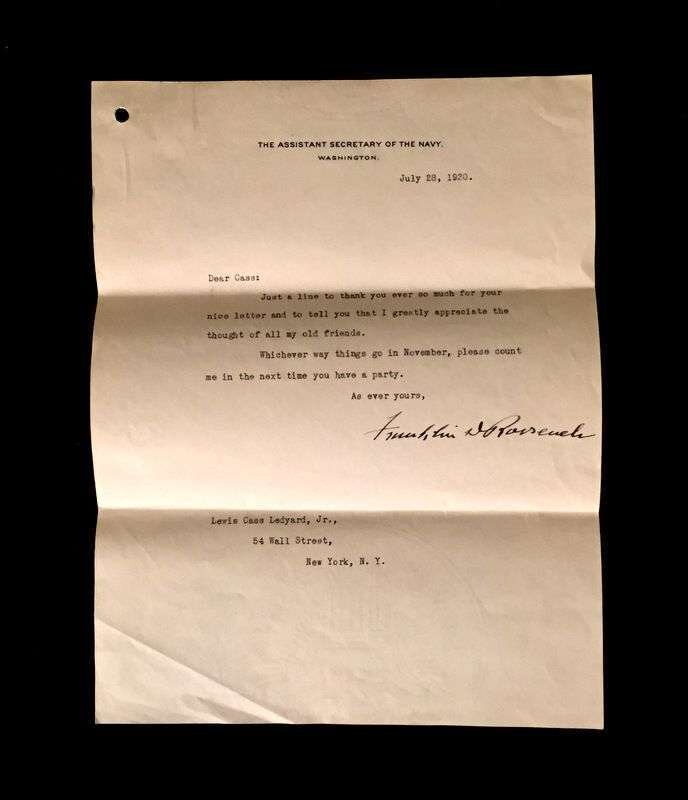 THE ASSISTANT SECRETARY OF THE NAVY.
WASHINGTON.
July 28, 1920.
Dear Cass:
Just a line to thank you ever so much for your
nice letter and to tell you that I greatly appreciate the
thought of all my old friends.
Whichever way things go in November, please count
me in the next time you have a party.
As ever yours,
Franklin D Roosevelt
Lewis Cass Ledyard, Jr.,
54 Wall Street,
New York, N. Y.